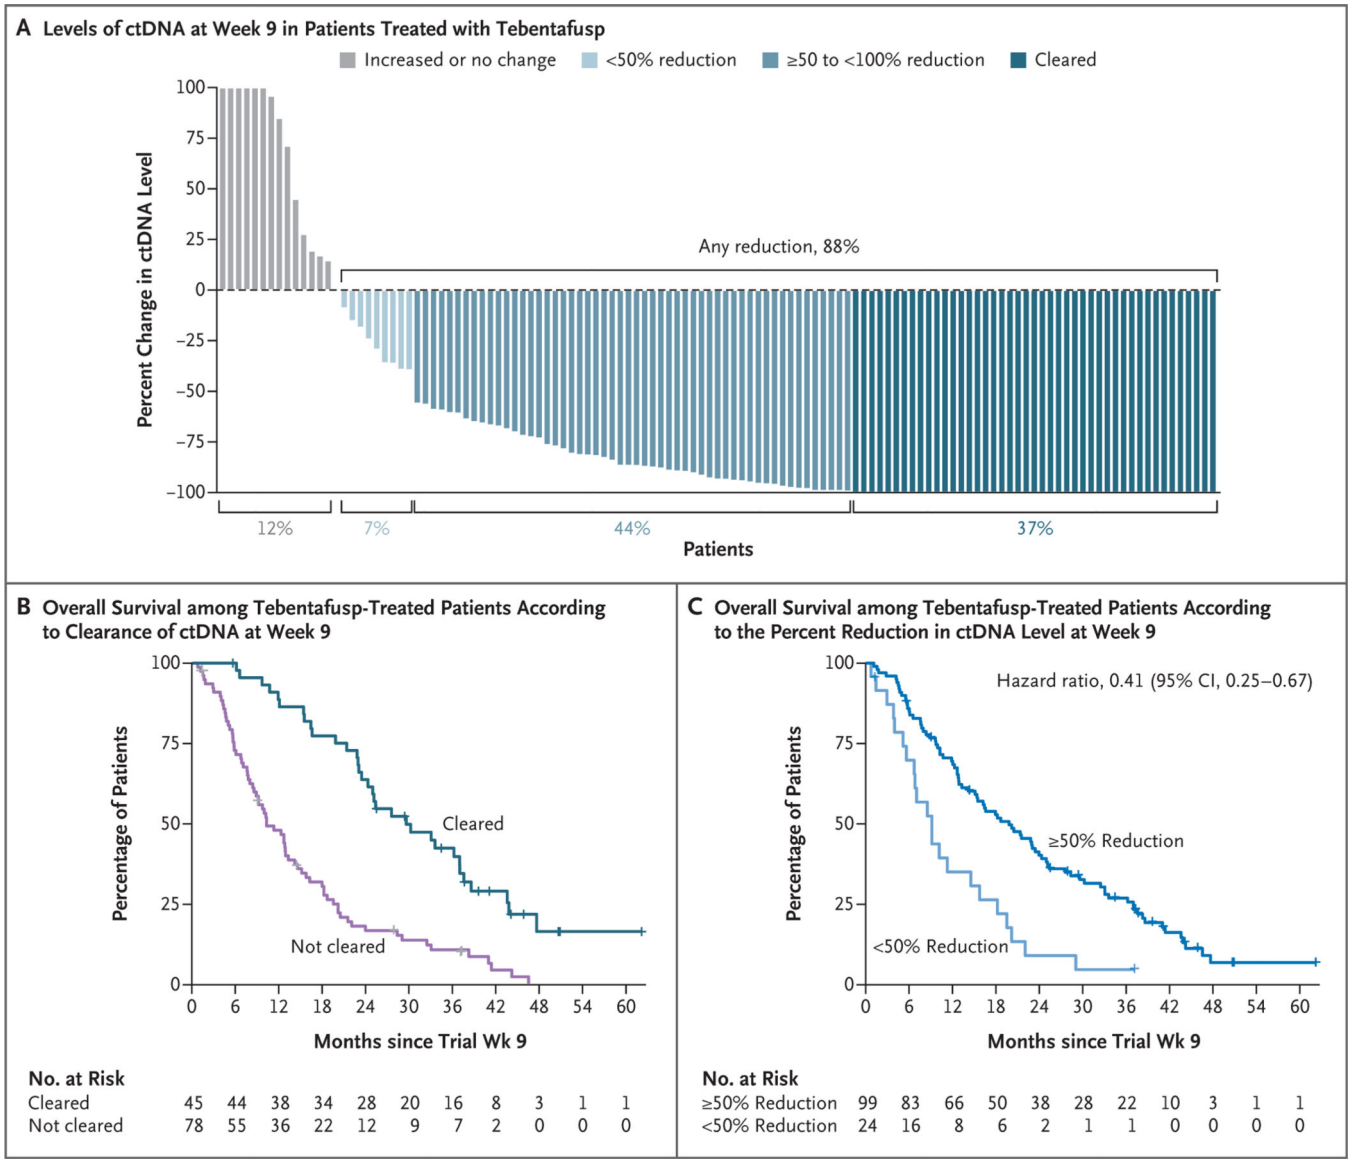 A Levels of ctDNA at Week 9 in Patients Treated with Tebentafusp
Increased or no change <50% reduction ≥50 to <100% reduction Cleared
100
75
50
25
0
−25
−50
−75
−100
Percent Change in ctDNA Level
Any reduction, 88%
12% 7% 44% 37%
Patients
B Overall Survival among Tebentafusp-Treated Patients According
to Clearance of ctDNA at Week 9
100
75
50
25
0
Percentage of Patients
Cleared
Not cleared
0 6 12 18 24 30 36 42 48 54 60
Months since Trial Wk 9
No. at Risk
Cleared 45 44 38 34 28 20 16 8 3 1 1
Not cleared 78 55 36 22 12 9 7 2 0 0 0
C Overall Survival among Tebentafusp-Treated Patients According
to the Percent Reduction in ctDNA Level at Week 9
100
75
50
25
0
Percentage of Patients
Hazard ratio, 0.41 (95% CI, 0.25–0.67)
≥50% Reduction
<50% Reduction
0 6 12 18 24 30 36 42 48 54 60
Months since Trial Wk 9
No. at Risk
≥50% Reduction 99 83 66 50 38 28 22 10 3 1 1
<50% Reduction 24 16 8 6 2 1 1 0 0 0 0